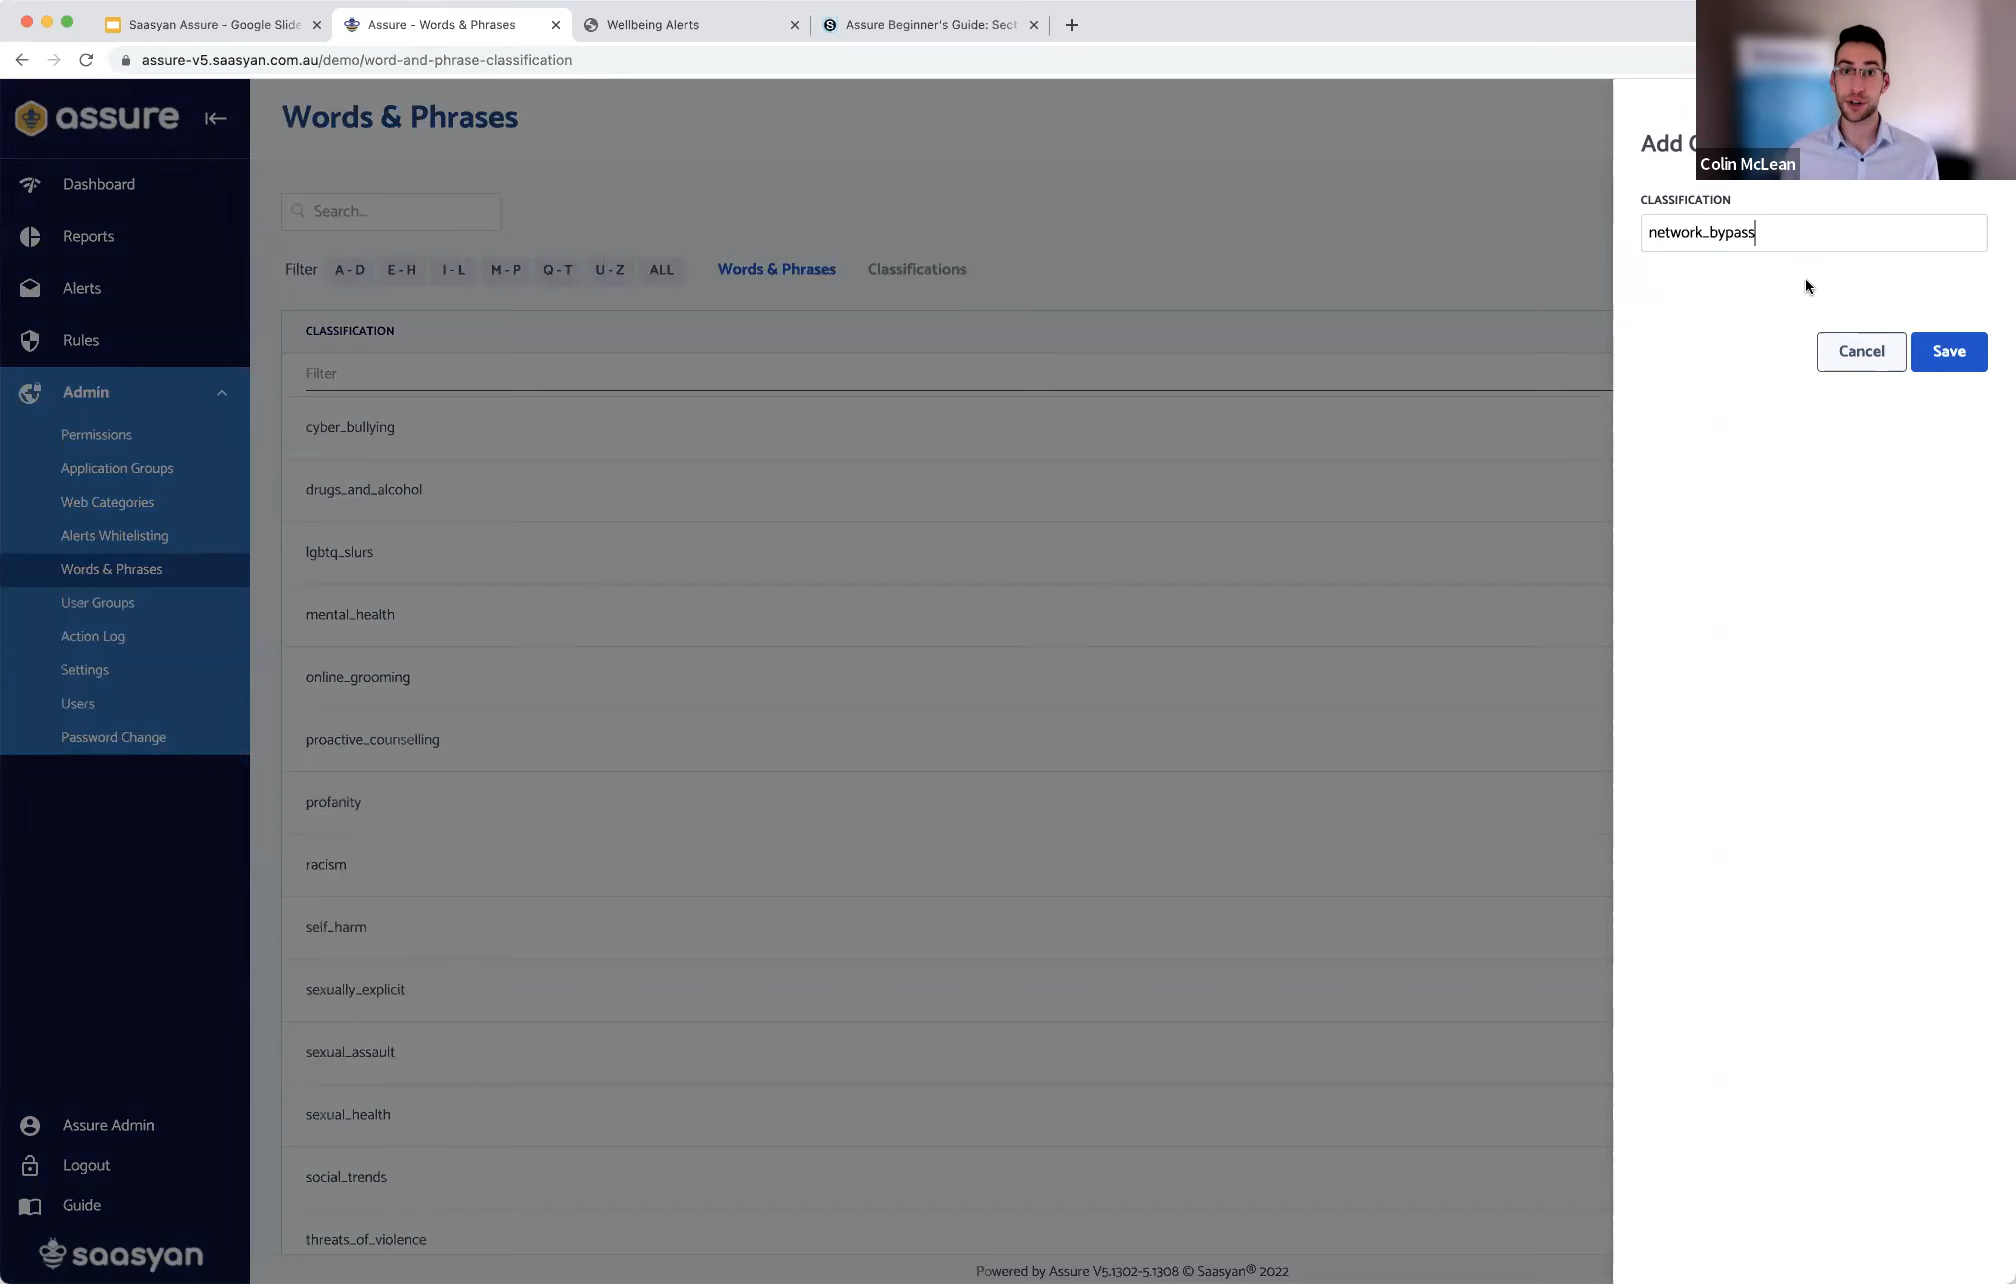 Saasyan Assure - Google Slide
Assure - Words & Phrases
Wellbeing Alerts
Assure Beginner's Guide: Sect
assure-v5.saasyan.com.au/demo/word-and-phrase-classification
assure
Dashboard
Reports
Alerts
Rules
Admin
Permissions
Application Groups
Web Categories
Alerts Whitelisting
Words & Phrases
User Groups
Action Log
Settings
Users
Password Change
Assure Admin
Logout
Guide
saasyan
Words & Phrases
Search...
Filter A - D E - H I - L M - P Q - T U - Z ALL Words & Phrases Classifications
CLASSIFICATION
Filter
cyber_bullying
drugs_and_alcohol
lgbtq_slurs
mental_health
online_grooming
proactive_counselling
profanity
racism
self_harm
sexually_explicit
sexual_assault
sexual_health
social_trends
threats_of_violence
Powered by Assure V5.1302-5.1308 © Saasyan® 2022
Add
Colin McLean
CLASSIFICATION
network_bypass
Cancel Save